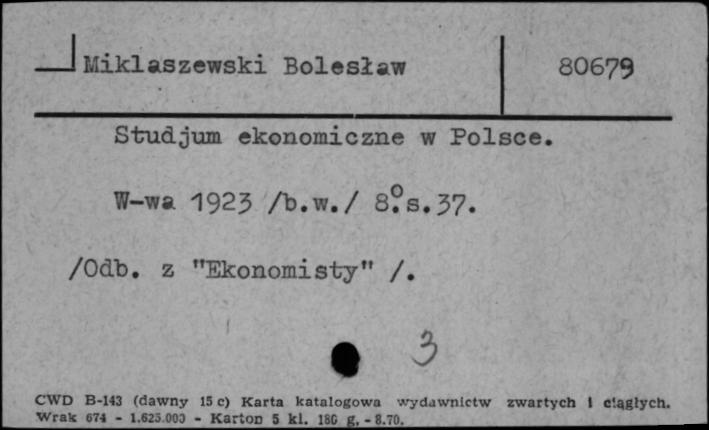 Miklaszewski Bolesław 80679
Studjum ekonomiczne w Polsce.
W-wa 1923 /b.w./ 8.° s.37.
/Odb. z "Ekonomisty" /.
3
CWD B-143 (dawny 15 c) Karta katalogowa wydawnictw zwartych i ciągłych.
Wrak 674 - 1.625.000 - Karton 5 kl. 180 g. - 8.70.